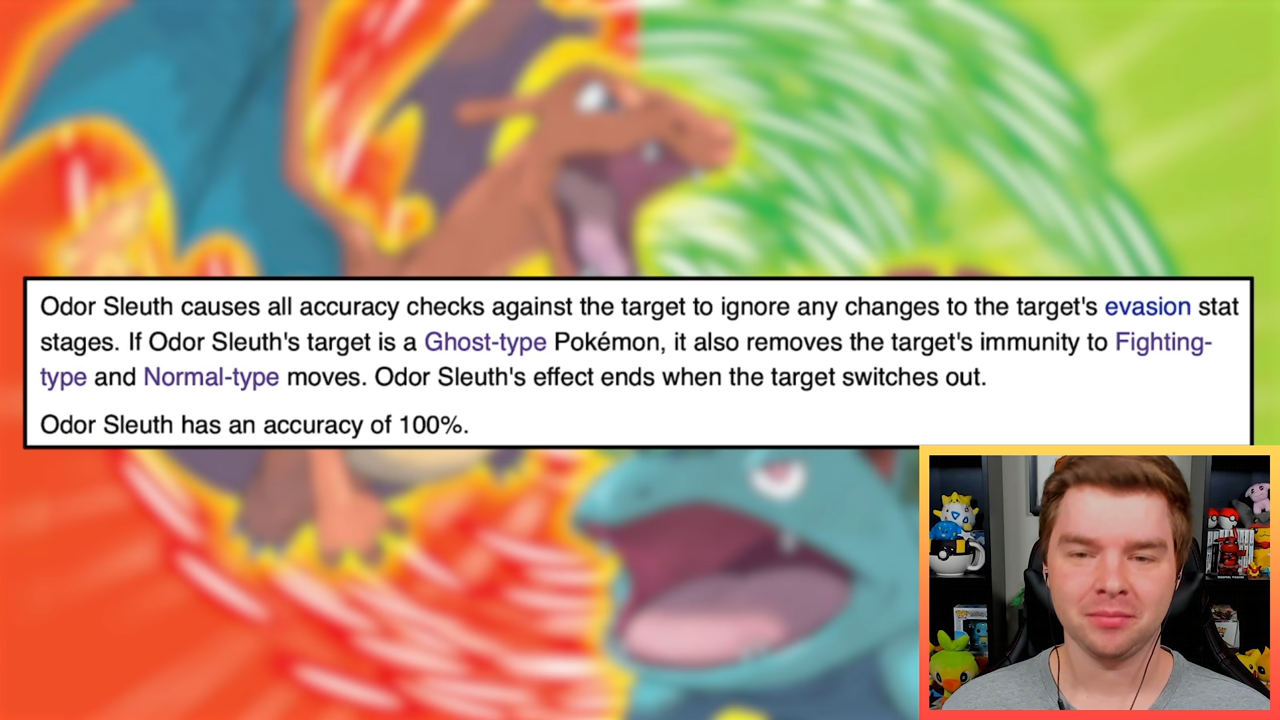 Odor Sleuth causes all accuracy checks against the target to ignore any changes to the target's evasion stat
stages. If Odor Sleuth's target is a Ghost-type Pokémon, it also removes the target's immunity to Fighting-
type and Normal-type moves. Odor Sleuth's effect ends when the target switches out.
Odor Sleuth has an accuracy of 100%.